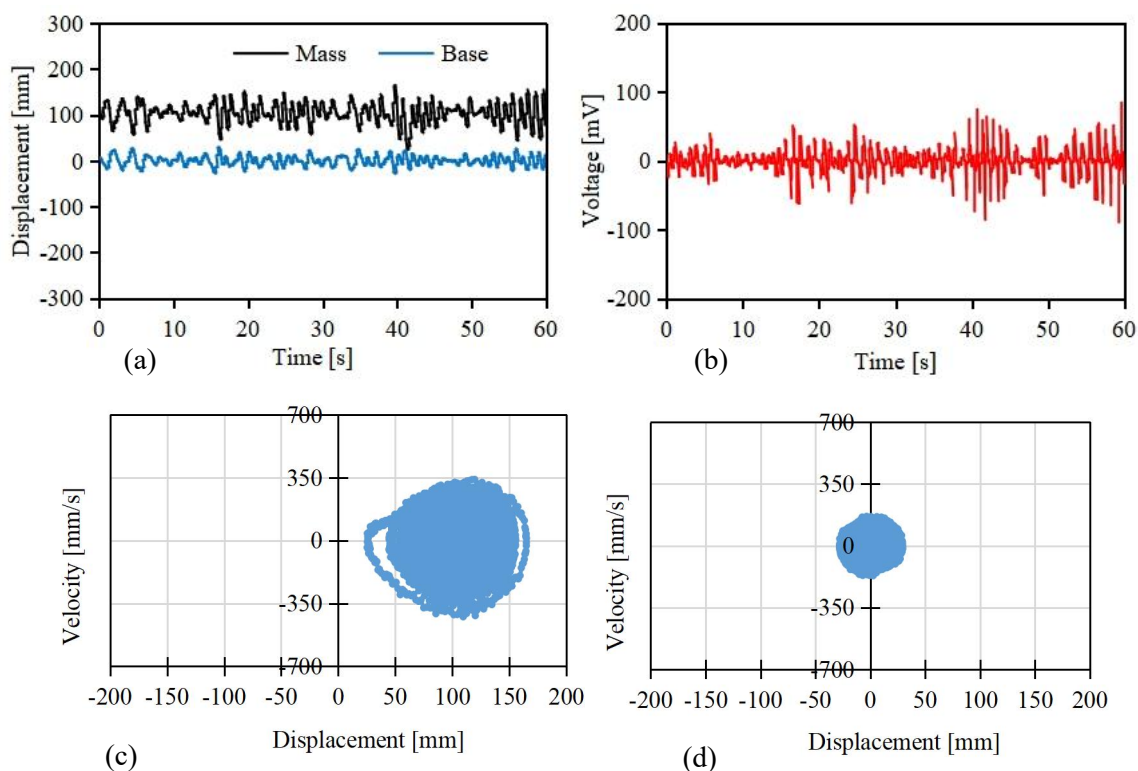 300
200
100
0
-100
-200
-300
Displacement [mm]
Mass
Base
0 10 20 30 40 50 60
Time [s]
(a)
200
100
0
-100
-200
Voltage [mV]
0 10 20 30 40 50 60
Time [s]
(b)
700
350
0
-350
-700
Velocity [mm/s]
-200 -150 -100 -50 0 50 100 150 200
Displacement [mm]
(c)
700
350
0
-350
-700
Velocity [mm/s]
-200 -150 -100 -50 0 50 100 150 200
Displacement [mm]
(d)